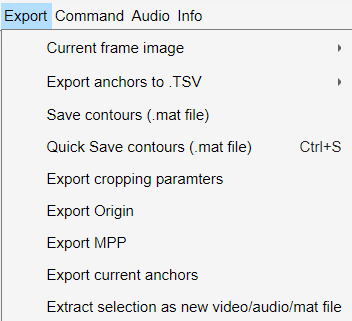 Export Command Audio Info
Current frame image
Export anchors to .TSV
Save contours (.mat file)
Quick Save contours (.mat file) Ctrl+S
Export cropping paramters
Export Origin
Export MPP
Export current anchors
Extract selection as new video/audio/mat file